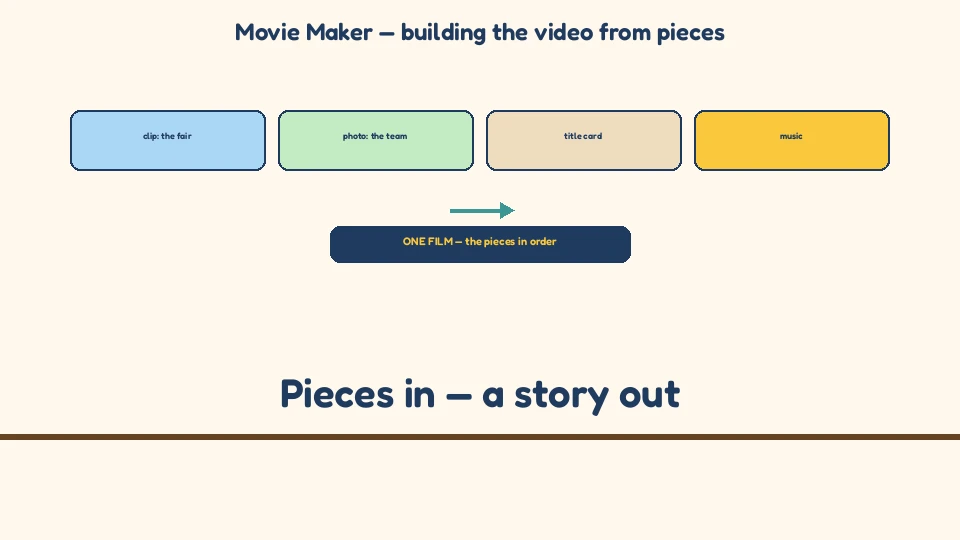 Movie Maker — building the video from pieces
clip: the fair
photo: the team
title card
music
ONE FILM — the pieces in order
Pieces in — a story out